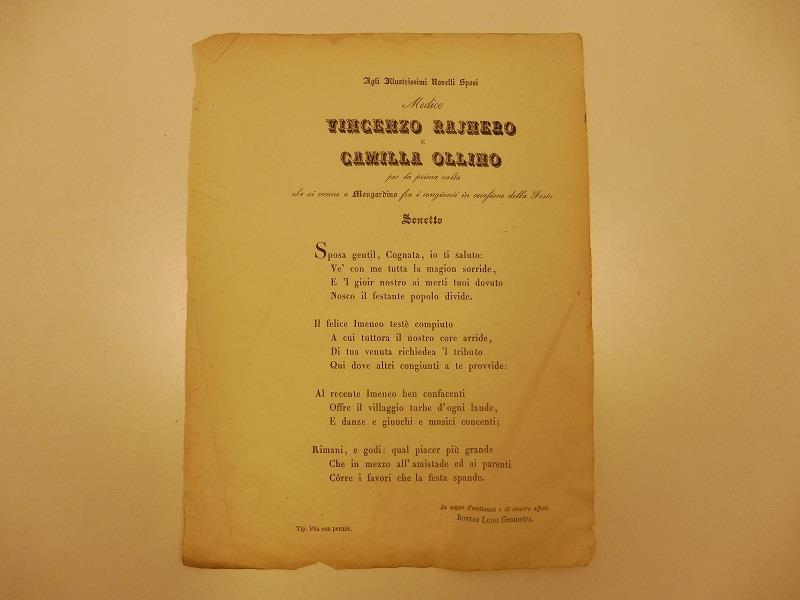 Agli Illustrissimi Novelli Sposi
Medico
VINCENZO RAJNERO
E
CAMILLA OLLINO
per la prima volta
che si recano a Mongardino fra i congiunti in occasione della Festa
Sonetto
Sposa gentil, Cognata, io ti saluto:
Ve' con me tutta la magion sorride,
E 'l gioir nostro ai merti tuoi dovuto
Nosco il festante popolo divide.
Il felice Imeneo testè compiuto
A cui tuttora il nostro core arride,
Di tua venuta richiedea 'l tributo
Qui dove altri congiunti a te provvide:
Al recente Imeneo ben confacenti
Offre il villaggio turbe d'ogni lande,
E danze e giuochi e musici concenti;
Rimani, e godi: qual piacer più grande
Che in mezzo all'amistade ed ai parenti
Côrre i favori che la festa spande.
In segno d'esultanza e di sincero affetto
LUIGI Geometra.
Tip. Pila con permis.